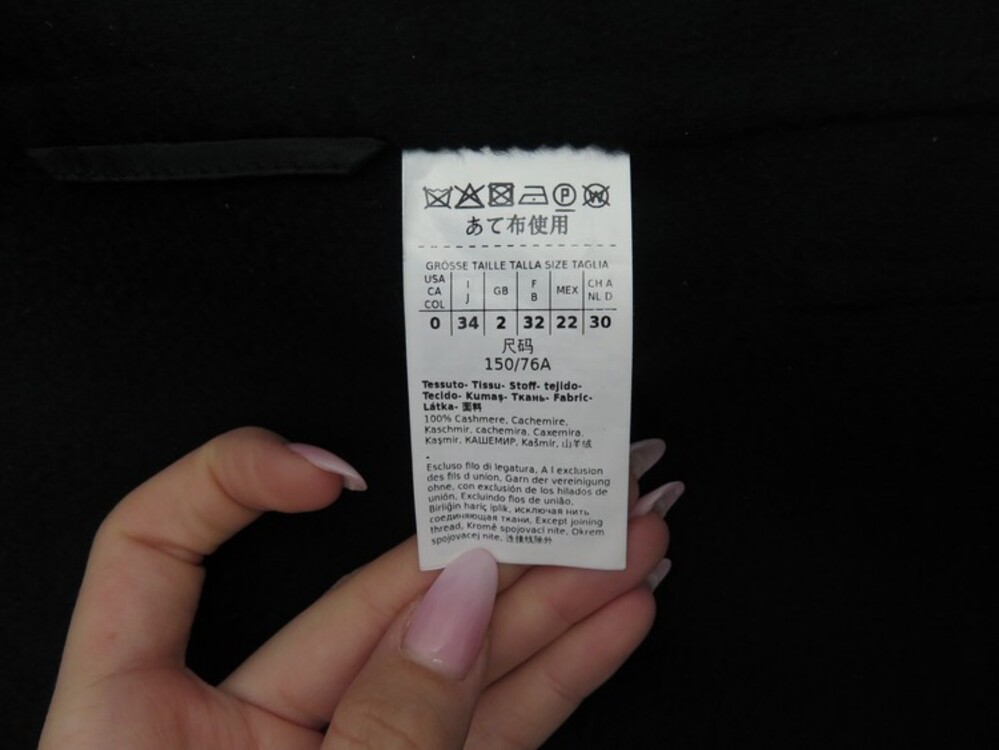 P W
あて布使用
GRÖSSE TAILLE TALLA SIZE TAGLIA
USA CA COL | I J | GB | F B | MEX | CH A NL D
0 | 34 | 2 | 32 | 22 | 30
尺码
150/76A
Tessuto- Tissu- Stoff- tejido-
Tecido- Kumaş- Ткань- Fabric-
Látka- 面料
100% Cashmere, Cachemire,
Kaschmir, cachemira, Caxemira,
Kaşmir, КАШЕМИР, Kašmír, 山羊绒
-
Escluso filo di legatura, A l exclusion
des fils d union, Garn der vereinigung
ohne, con exclusión de los hilados de
unión, Excluindo fios de união,
Birliğin hariç iplik, исключая нить
соединяющая ткани, Except joining
thread, Kromě spojovací nite, Okrem
spojovacej nite, 连接线除外